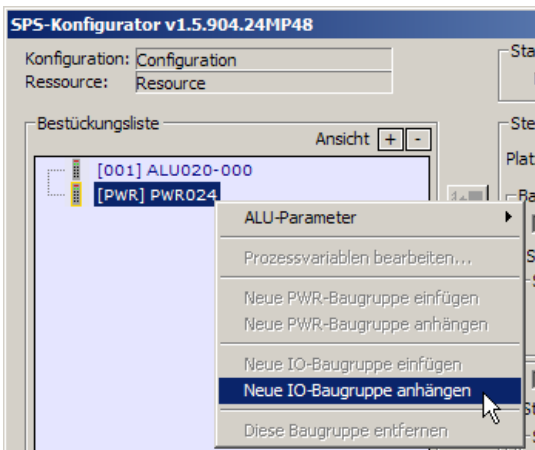 SPS-Konfigurator v1.5.904.24MP48
Konfiguration: Configuration
Ressource: Resource
Sta
Bestückungsliste
Ansicht + -
Ste
Plat
[001] ALU020-000
[PWR] PWR024
Ba
ALU-Parameter
Prozessvariablen bearbeiten...
Neue PWR-Baugruppe einfügen
Neue PWR-Baugruppe anhängen
Neue IO-Baugruppe einfügen
Neue IO-Baugruppe anhängen
Diese Baugruppe entfernen